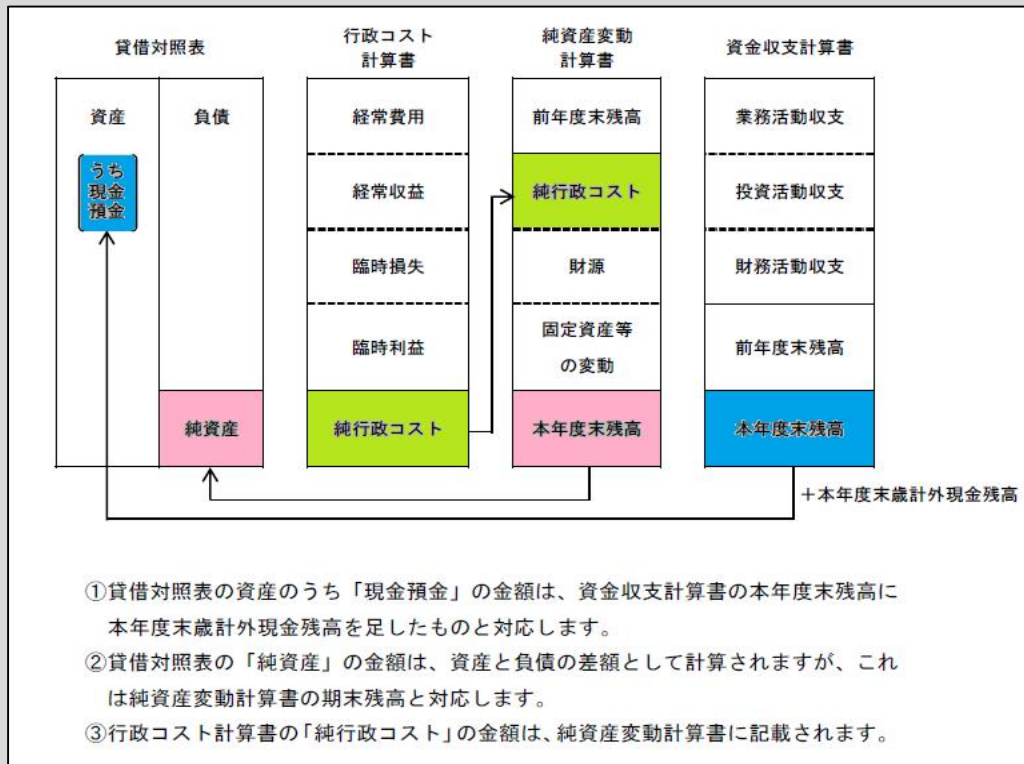 貸借対照表
行政コスト
計算書
純資産変動
計算書
資金収支計算書
資産
負債
うち
現金
預金
純資産
経常費用
経常収益
臨時損失
臨時利益
純行政コスト
前年度末残高
純行政コスト
財源
固定資産等
の変動
本年度末残高
業務活動収支
投資活動収支
財務活動収支
前年度末残高
本年度末残高
＋本年度末歳計外現金残高
①貸借対照表の資産のうち「現金預金」の金額は、資金収支計算書の本年度末残高に
本年度末歳計外現金残高を足したものと対応します。
②貸借対照表の「純資産」の金額は、資産と負債の差額として計算されますが、これ
は純資産変動計算書の期末残高と対応します。
③行政コスト計算書の「純行政コスト」の金額は、純資産変動計算書に記載されます。